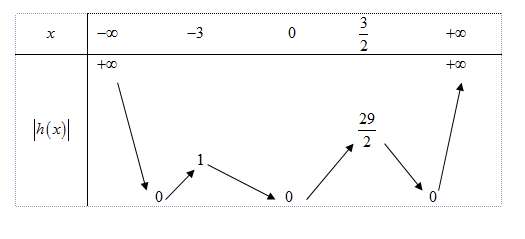 x −∞ −3 0 3/2 +∞
+∞ +∞
29/2
|h(x)|
1
0 0 0